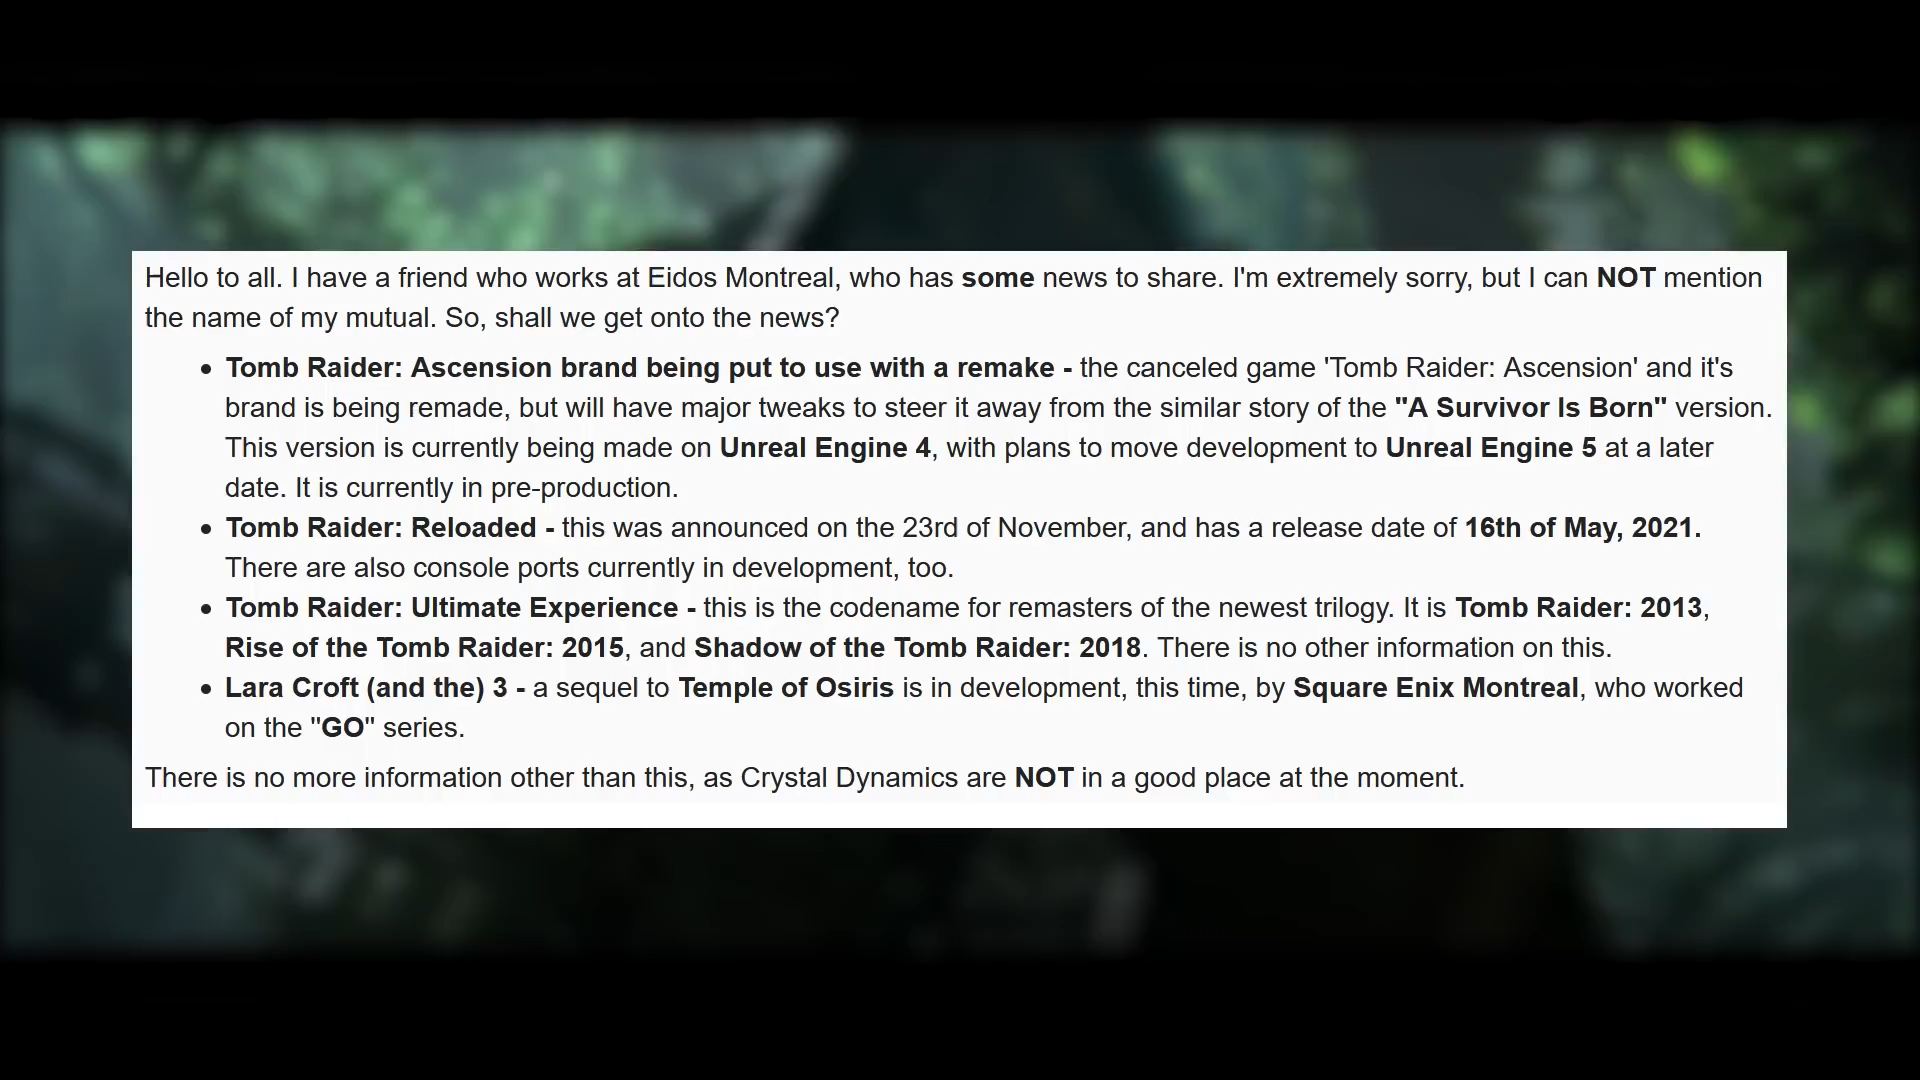 Hello to all. I have a friend who works at Eidos Montreal, who has some news to share. I'm extremely sorry, but I can NOT mention
the name of my mutual. So, shall we get onto the news?
• Tomb Raider: Ascension brand being put to use with a remake - the canceled game 'Tomb Raider: Ascension' and it's
brand is being remade, but will have major tweaks to steer it away from the similar story of the "A Survivor Is Born" version.
This version is currently being made on Unreal Engine 4, with plans to move development to Unreal Engine 5 at a later
date. It is currently in pre-production.
• Tomb Raider: Reloaded - this was announced on the 23rd of November, and has a release date of 16th of May, 2021.
There are also console ports currently in development, too.
• Tomb Raider: Ultimate Experience - this is the codename for remasters of the newest trilogy. It is Tomb Raider: 2013,
Rise of the Tomb Raider: 2015, and Shadow of the Tomb Raider: 2018. There is no other information on this.
• Lara Croft (and the) 3 - a sequel to Temple of Osiris is in development, this time, by Square Enix Montreal, who worked
on the "GO" series.
There is no more information other than this, as Crystal Dynamics are NOT in a good place at the moment.